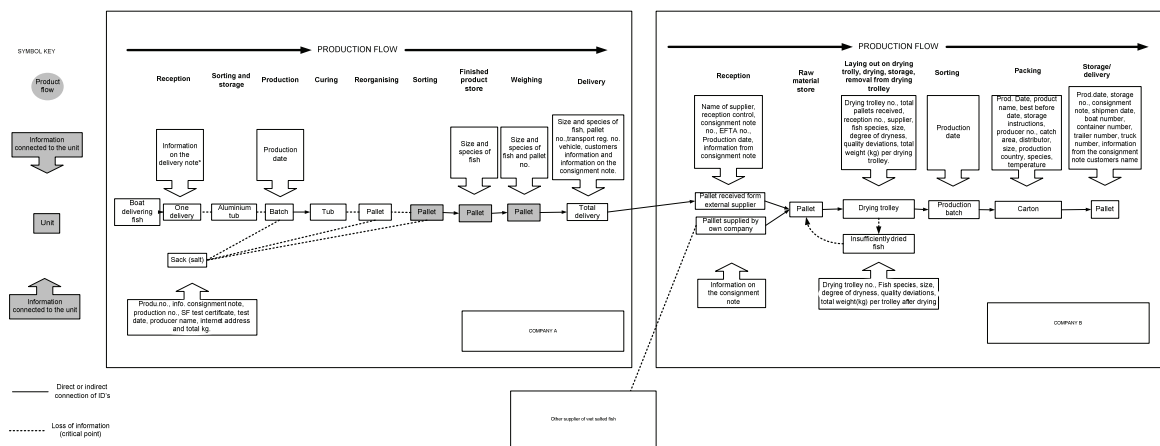 SYMBOL KEY
Product
flow
Information
connected to the unit
Unit
Information
connected to the unit
Direct or indirect
connection of ID's
Loss of information
(critical point)
PRODUCTION FLOW
Reception
Sorting and
storage
Production
Curing
Reorganising
Sorting
Finished
product
store
Weighing
Delivery
Information
on the
delivery note*
Production
date
Size and
species of
fish
Size and
species of
fish and pallet
no.
Size and species of
fish, pallet
no.,transport reg. no.
vehicle, customers
information and
information on the
consignment note.
Boat
delivering
fish
One
delivery
Aluminium
tub
Batch
Tub
Pallet
Pallet
Pallet
Pallet
Total
delivery
Sack (salt)
Produ.no., info. consignment note,
production no., SF test certificate, test
date, producer name, internet address
and total kg.
COMPANY A
PRODUCTION FLOW
Reception
Raw
material
store
Laying out on drying
trolly, drying, storage,
removal from drying
trolley
Sorting
Packing
Storage/
delivery
Name of supplier,
reception control,
consignment note
no., EFTA no.,
Production date,
information from
consignment note
Drying trolley no., total
pallets received,
reception no., supplier,
fish species, size,
degree of dryness,
quality deviations, total
weight (kg) per drying
trolley.
Production
date
Prod. Date, product
name, best before
date, storage
instructions,
producer no., catch
area, distributor,
size, production
country, species,
temperature
Prod.date, storage
no., consignment
note, shipmen date,
boat number,
container number,
trailer number, truck
number, information
from the consignment
note customers name
Pallet received form
external supplier
Pallet supplied by
own company
Pallet
Drying trolley
Production
batch
Carton
Pallet
Insufficiently dried
fish
Information on
the consignment
note
Drying trolley no., Fish species, size,
degree of dryness, quality deviations,
total weight(kg) per trolley after drying
COMPANY B
Other supplier of wet salted fish